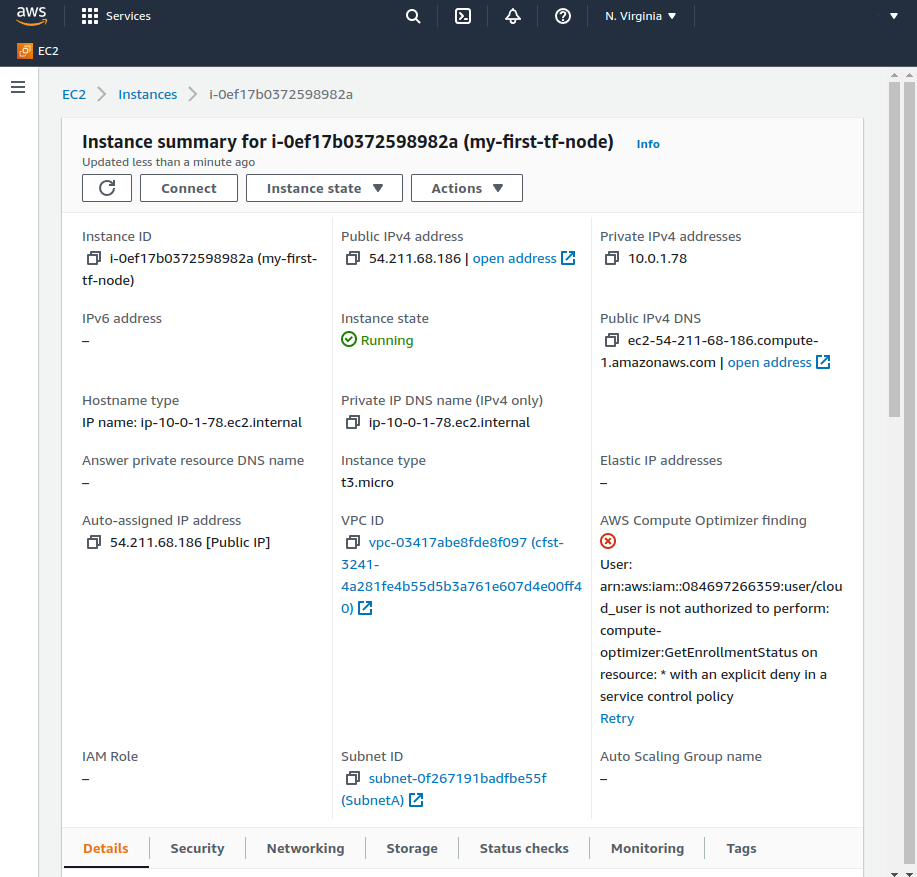 aws
Services
N. Virginia
EC2
EC2
Instances
i-0ef17b0372598982a
Instance summary for i-0ef17b0372598982a (my-first-tf-node)
Info
Updated less than a minute ago
Connect
Instance state
Actions
Instance ID
i-0ef17b0372598982a (my-first-
tf-node)
Public IPv4 address
54.211.68.186 | open address
Private IPv4 addresses
10.0.1.78
IPv6 address
–
Instance state
Running
Public IPv4 DNS
ec2-54-211-68-186.compute-
1.amazonaws.com | open address
Hostname type
IP name: ip-10-0-1-78.ec2.internal
Private IP DNS name (IPv4 only)
ip-10-0-1-78.ec2.internal
Answer private resource DNS name
–
Instance type
t3.micro
Elastic IP addresses
–
Auto-assigned IP address
54.211.68.186 [Public IP]
VPC ID
vpc-03417abe8fde8f097 (cfst-
3241-
4a281fe4b55d5b3a761e607d4e00ff4
0)
AWS Compute Optimizer finding
User:
arn:aws:iam::084697266359:user/clou
d_user is not authorized to perform:
compute-
optimizer:GetEnrollmentStatus on
resource: * with an explicit deny in a
service control policy
Retry
IAM Role
–
Subnet ID
subnet-0f267191badfbe55f
(SubnetA)
Auto Scaling Group name
–
Details
Security
Networking
Storage
Status checks
Monitoring
Tags